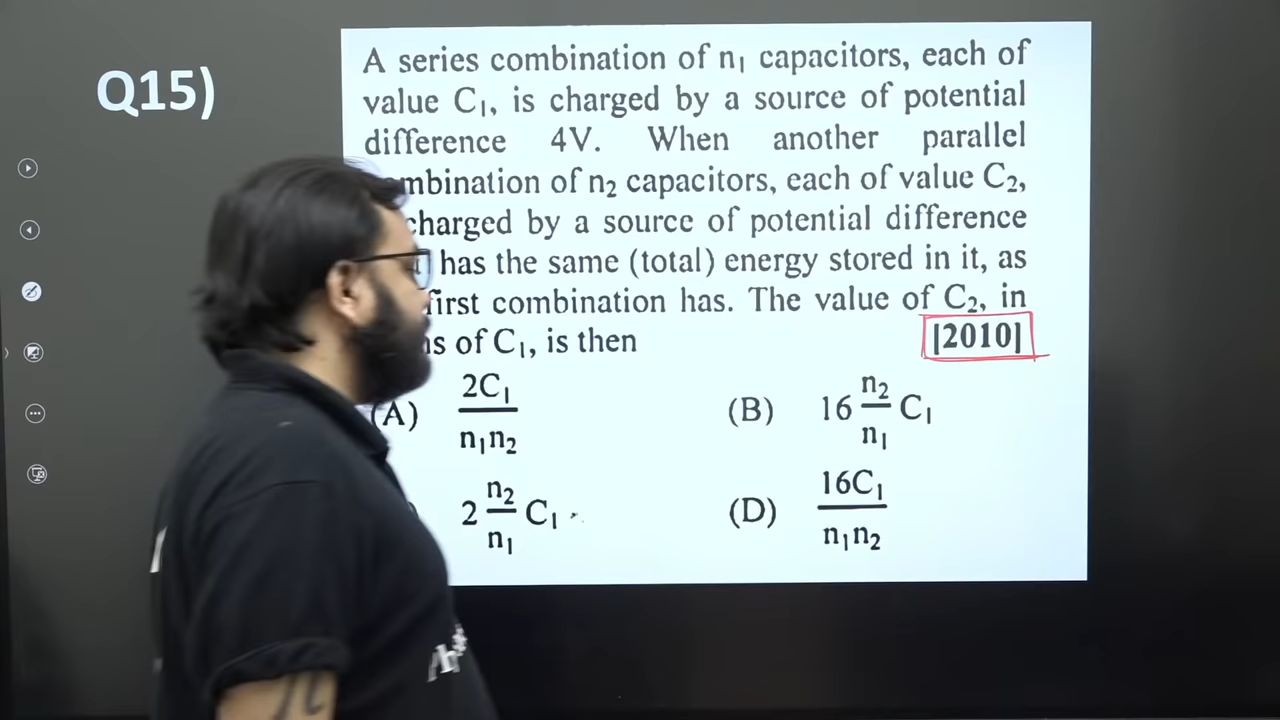 Q15)
A series combination of n₁ capacitors, each of
value C₁, is charged by a source of potential
difference 4V. When another parallel
mbination of n₂ capacitors, each of value C₂,
charged by a source of potential difference
has the same (total) energy stored in it, as
first combination has. The value of C₂, in
s of C₁, is then
|2010|
(A) 2C₁ / n₁n₂
(B) 16 n₂ / n₁ C₁
2 n₂ / n₁ C₁
(D) 16C₁ / n₁n₂